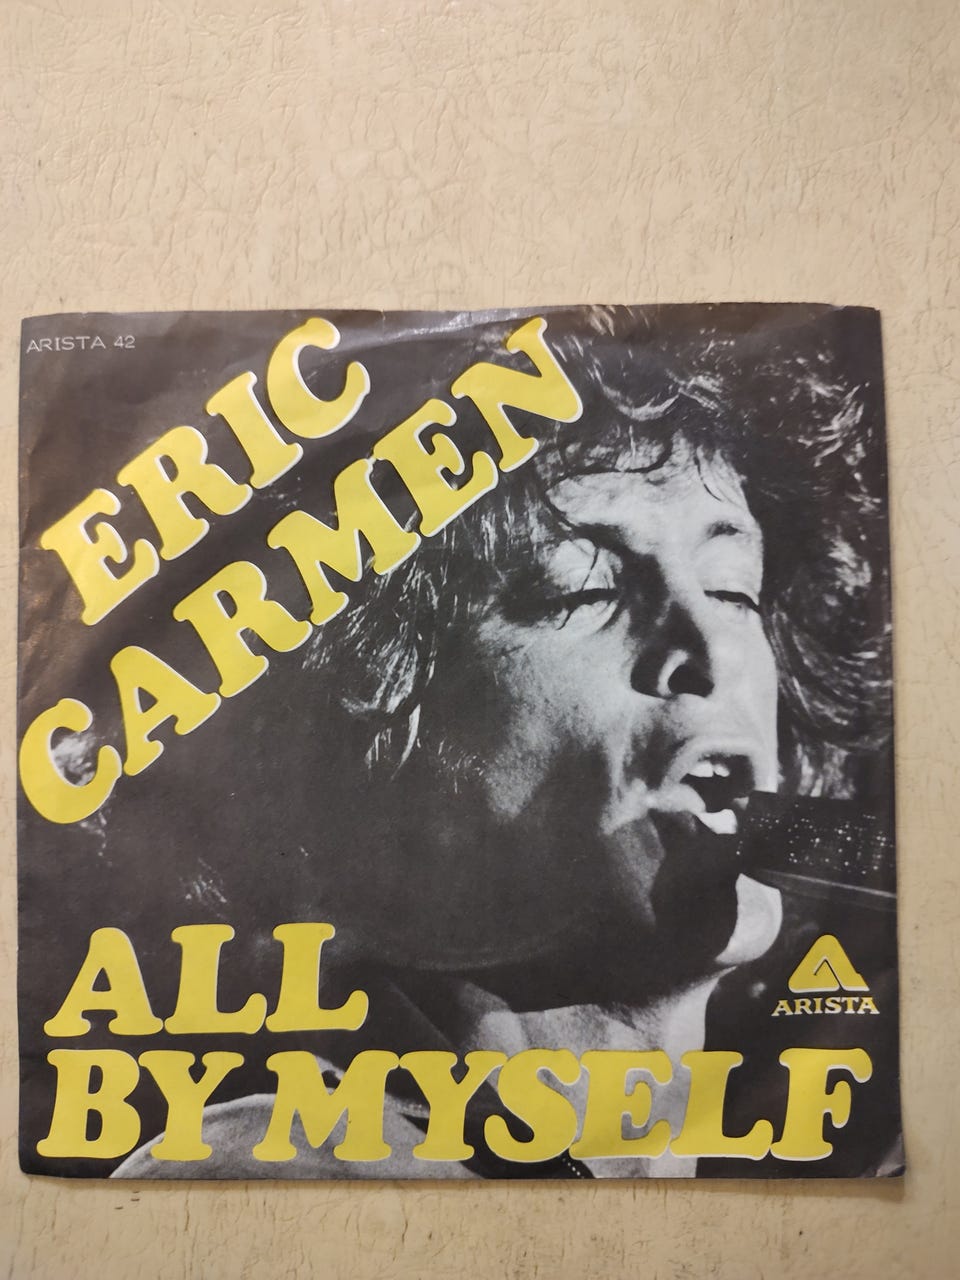 ARISTA 42
ERIC
CARMEN
ALL
BY MYSELF
ARISTA